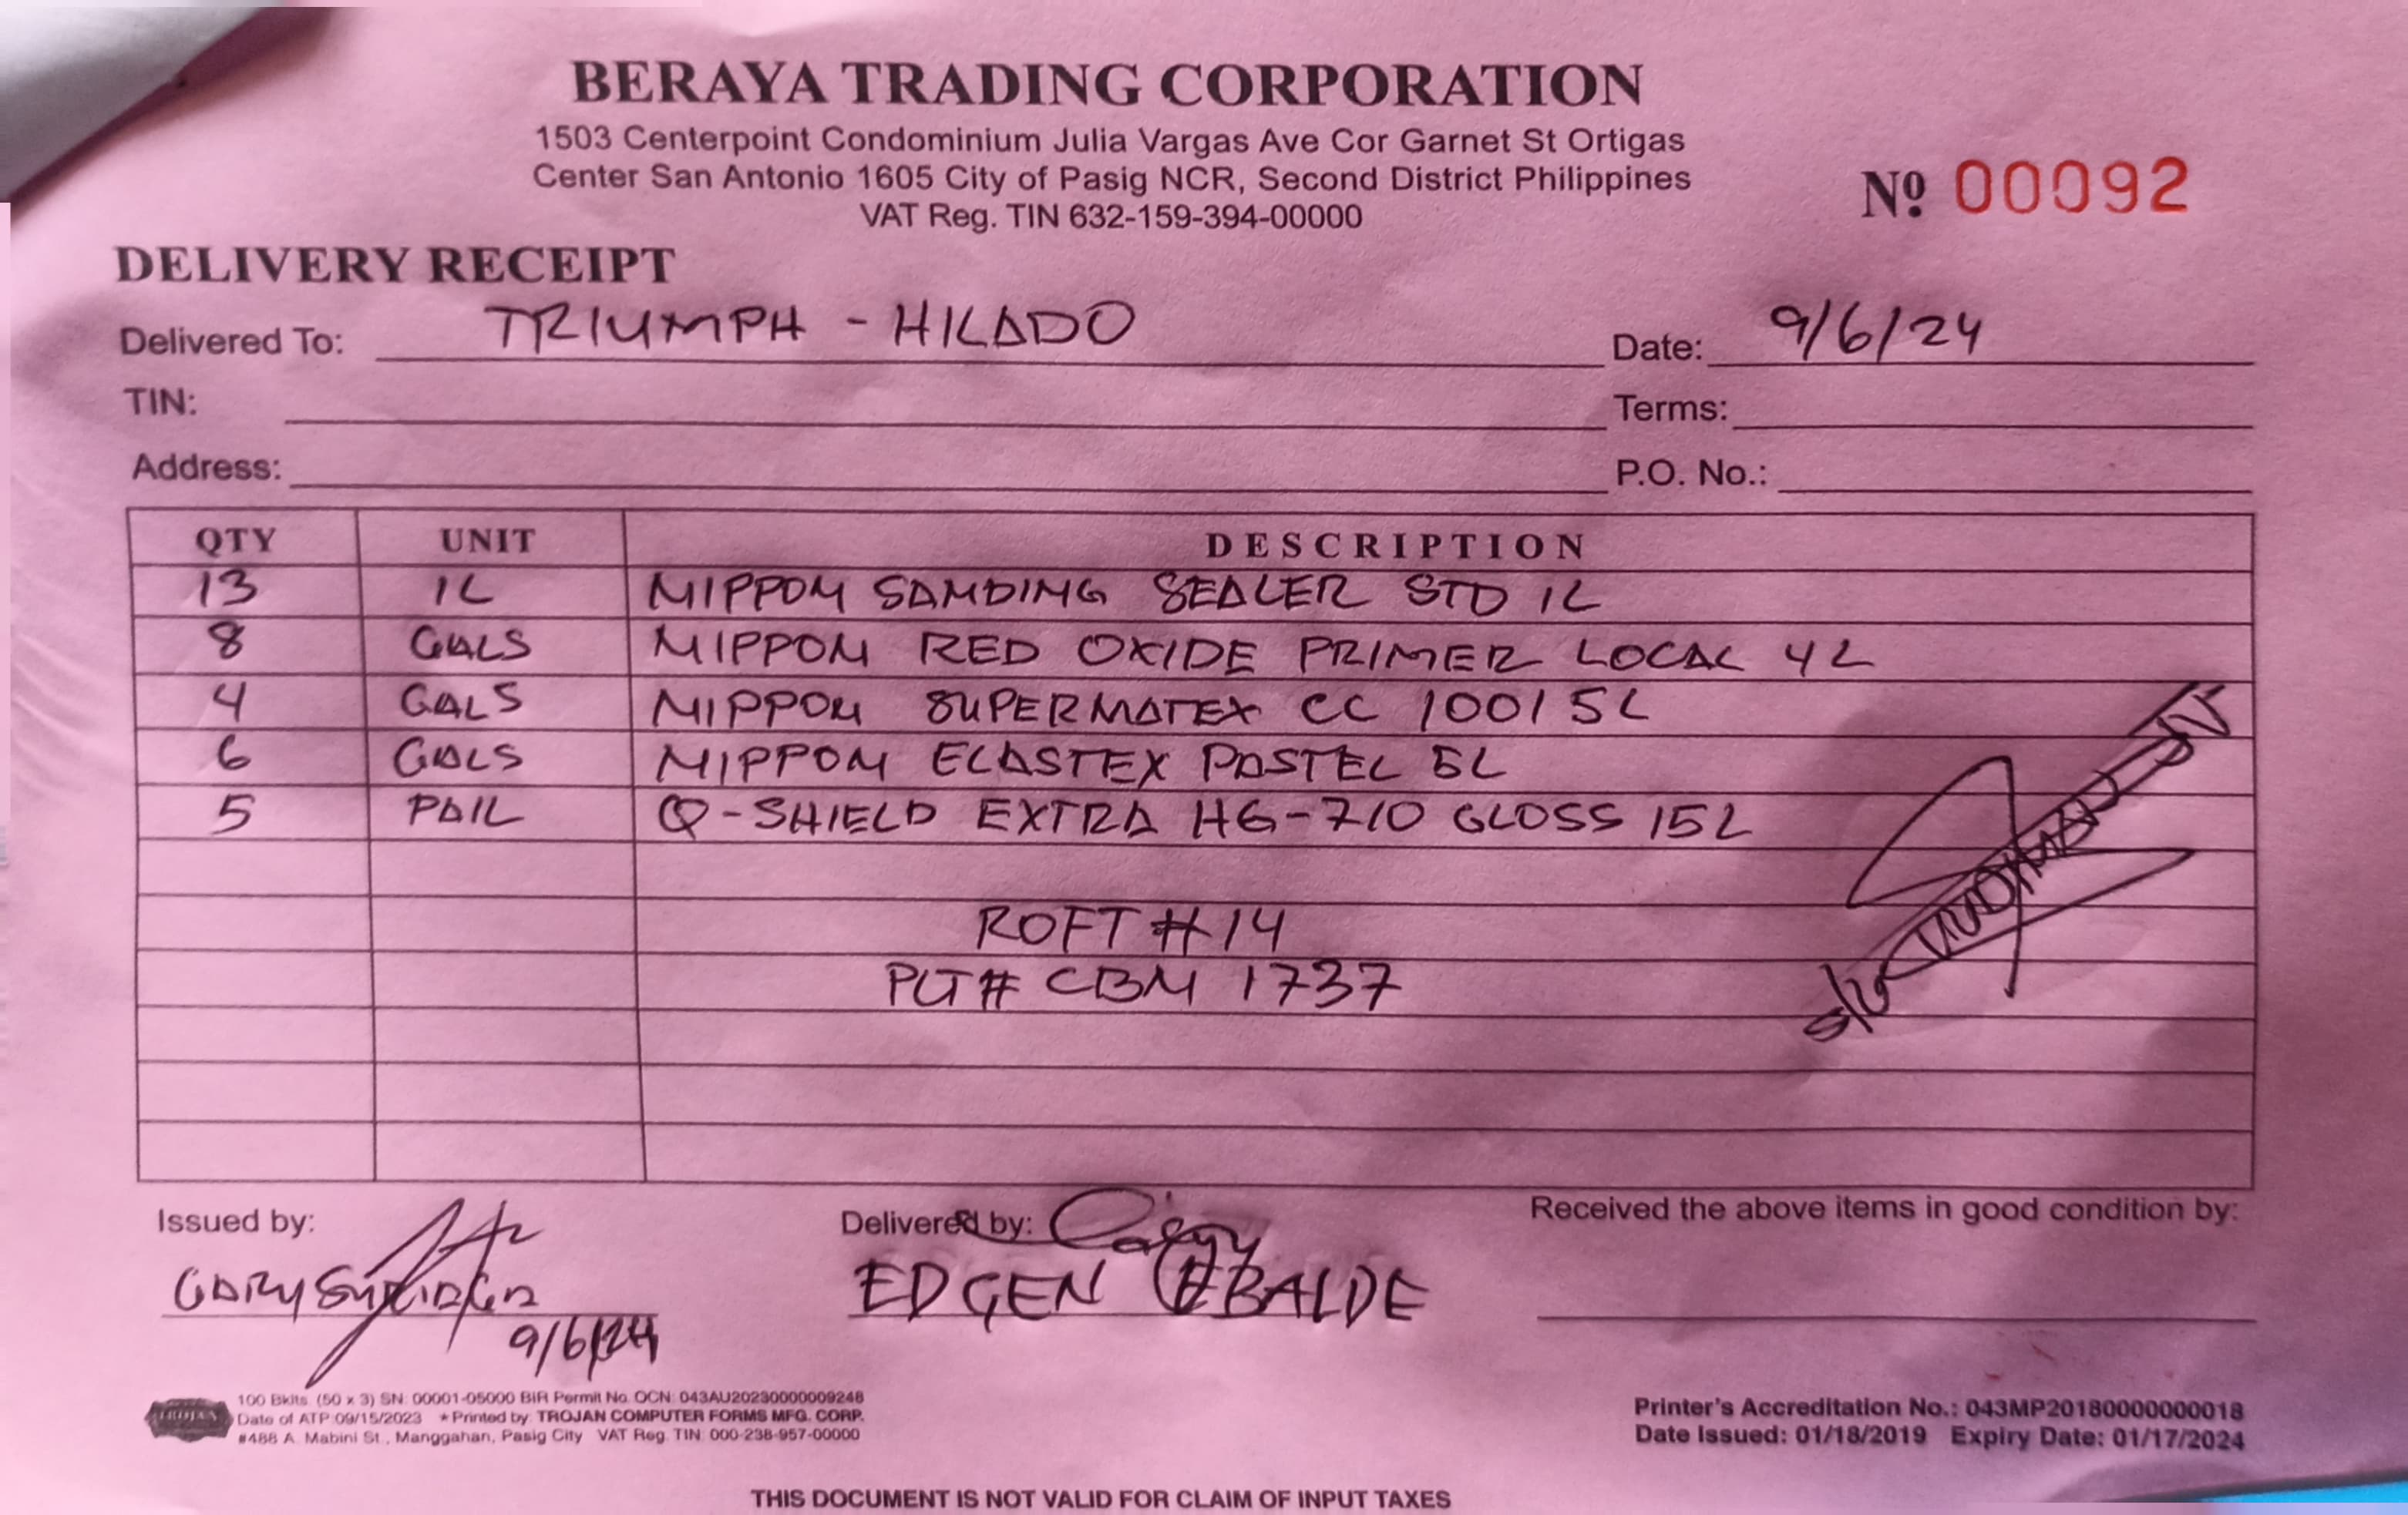 BERAYA TRADING CORPORATION
1503 Centerpoint Condominium Julia Vargas Ave Cor Garnet St Ortigas
Center San Antonio 1605 City of Pasig NCR, Second District Philippines
VAT Reg. TIN 632-159-394-00000
Nº 00092
DELIVERY RECEIPT
Delivered To: TRIUMPH - HILADO Date: 9/6/24
TIN: Terms:
Address: P.O. No.:
QTY UNIT DESCRIPTION
13 1L NIPPON SANDING SEALER STD 1L
8 GALS NIPPON RED OXIDE PRIMER LOCAL 4L
4 GALS NIPPON SUPERMATEX CC 1001 5L
6 GALS NIPPON ELASTEX PASTEL 5L
5 PAIL Q-SHIELD EXTRA HG-710 GLOSS 15L
ROFT #14
PLT# CBM 1737
Issued by: Delivered by: Received the above items in good condition by:
GARY EDGEN
9/6/24
100 Bklts. (50 x 3) SN: 00001-05000 BIR Permit No. OCN: 043AU20230000009248
Date of ATP 09/15/2023 * Printed by: TROJAN COMPUTER FORMS MFG. CORP.
#488 A. Mabini St., Manggahan, Pasig City VAT Reg. TIN: 000-238-957-00000
TROJAN
Printer's Accreditation No.: 043MP20180000000018
Date Issued: 01/18/2019 Expiry Date: 01/17/2024
THIS DOCUMENT IS NOT VALID FOR CLAIM OF INPUT TAXES